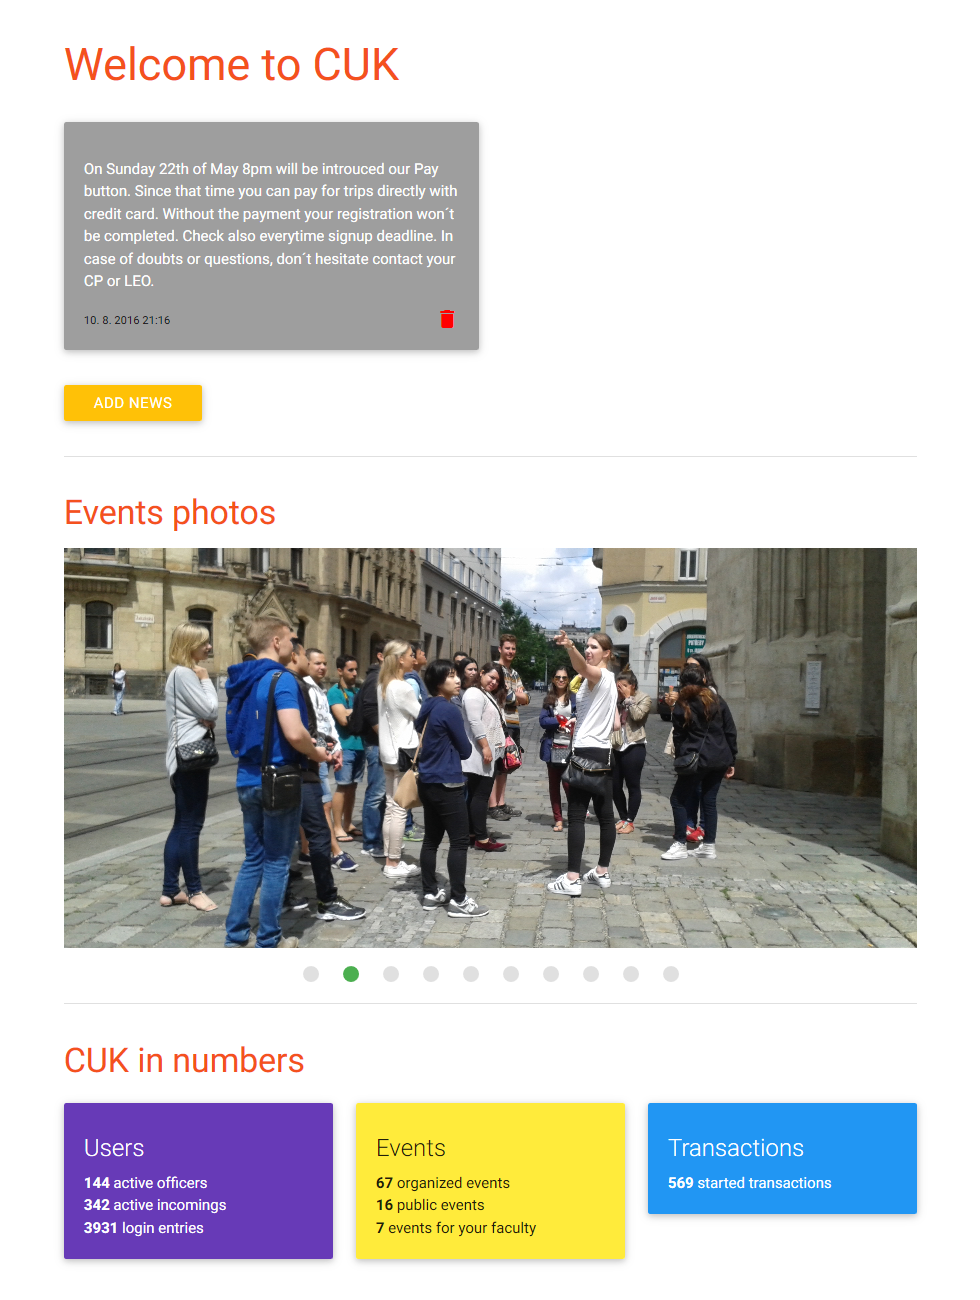 Welcome to CUK
On Sunday 22th of May 8pm will be introuced our Pay
button. Since that time you can pay for trips directly with
credit card. Without the payment your registration won´t
be completed. Check also everytime signup deadline. In
case of doubts or questions, don´t hesitate contact your
CP or LEO.
10. 8. 2016 21:16
ADD NEWS
Events photos
CUK in numbers
Users
144 active officers
342 active incomings
3931 login entries
Events
67 organized events
16 public events
7 events for your faculty
Transactions
569 started transactions